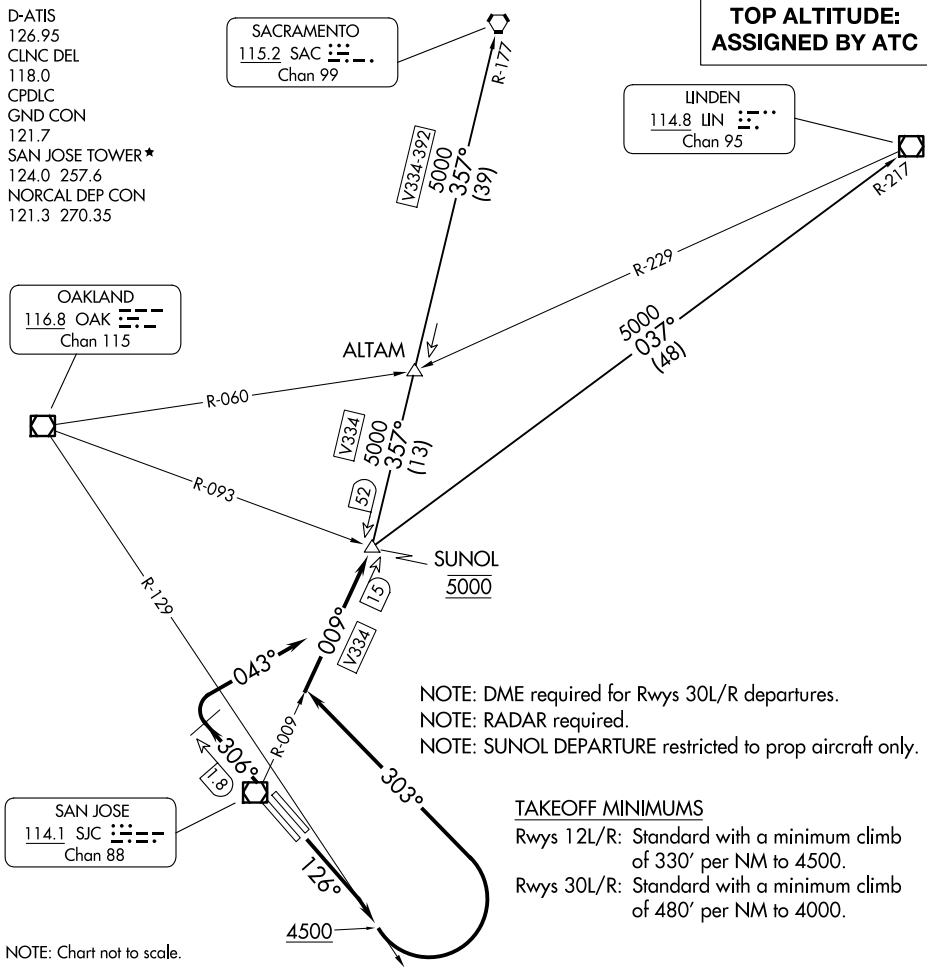 D-ATIS
126.95
CLNC DEL
118.0
CPDLC
GND CON
121.7
SAN JOSE TOWER★
124.0 257.6
NORCAL DEP CON
121.3 270.35
SACRAMENTO
115.2 SAC
Chan 99
TOP ALTITUDE:
ASSIGNED BY ATC
R-177
LINDEN
114.8 LIN
Chan 95
R-217
V334-392
5000
357°
(39)
R-229
5000
037°
(48)
OAKLAND
116.8 OAK
Chan 115
ALTAM
R-060
V334
5000
357°
(13)
R-093
52
SUNOL
5000
15
R-129
009°
V334
043°
NOTE: DME required for Rwys 30L/R departures.
NOTE: RADAR required.
NOTE: SUNOL DEPARTURE restricted to prop aircraft only.
R-009
306°
1.8
303°
SAN JOSE
114.1 SJC
Chan 88
126°
TAKEOFF MINIMUMS
Rwys 12L/R: Standard with a minimum climb
of 330' per NM to 4500.
Rwys 30L/R: Standard with a minimum climb
of 480' per NM to 4000.
4500
NOTE: Chart not to scale.